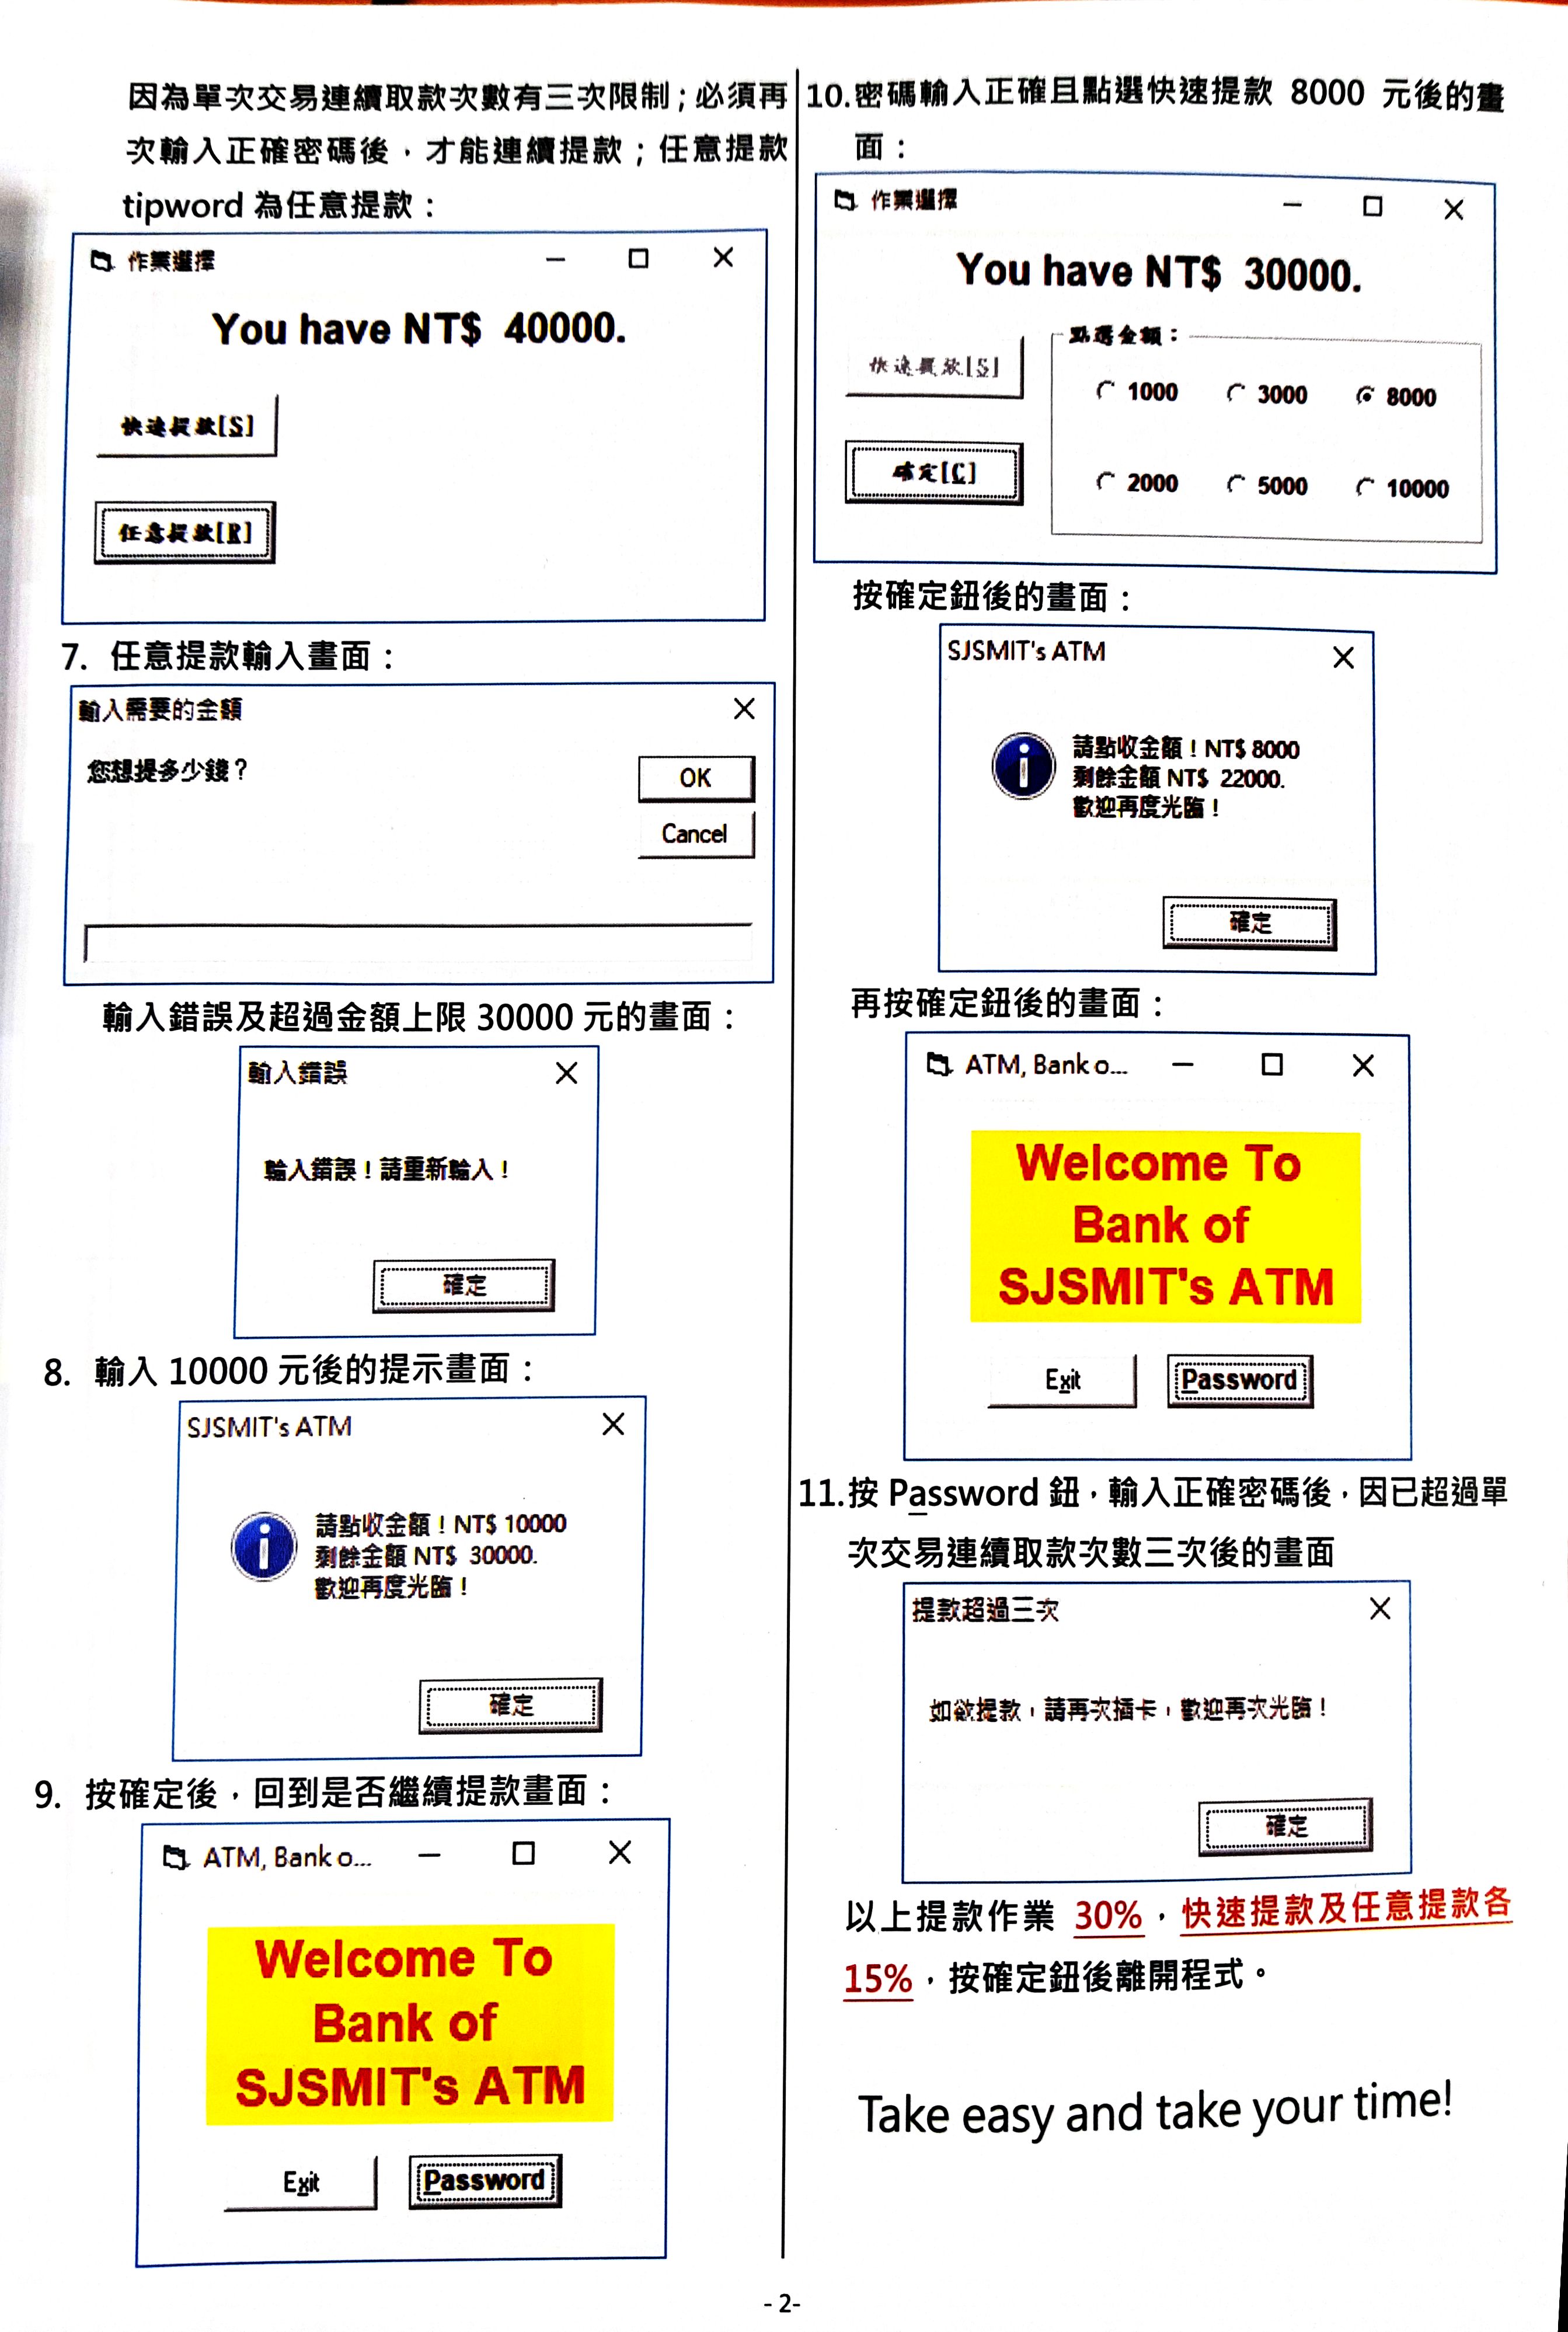 因為單次交易連續取款次數有三次限制；必須再
次輸入正確密碼後，才能連續提款；任意提款
tipword 為任意提款：
作業選擇
You have NT$ 40000.
快速提款[S]
任意提款[R]
7. 任意提款輸入畫面：
輸入需要的金額
您想提多少錢？
OK
Cancel
輸入錯誤及超過金額上限 30000 元的畫面：
輸入錯誤
輸入錯誤！請重新輸入！
確定
8. 輸入 10000 元後的提示畫面：
SJSMIT's ATM
請點收金額！NT$ 10000
剩餘金額 NT$ 30000.
歡迎再度光臨！
確定
9. 按確定後，回到是否繼續提款畫面：
ATM, Bank o...
Welcome To
Bank of
SJSMIT's ATM
Exit
Password
10.密碼輸入正確且點選快速提款 8000 元後的畫
面：
作業選擇
You have NT$ 30000.
快速提款[S]
確定[C]
點選金額：
1000 3000 8000
2000 5000 10000
按確定鈕後的畫面：
SJSMIT's ATM
請點收金額！NT$ 8000
剩餘金額 NT$ 22000.
歡迎再度光臨！
確定
再按確定鈕後的畫面：
ATM, Bank o...
Welcome To
Bank of
SJSMIT's ATM
Exit
Password
11.按 Password 鈕，輸入正確密碼後，因已超過單
次交易連續取款次數三次後的畫面
提款超過三次
如欲提款，請再次插卡，歡迎再次光臨！
確定
以上提款作業 30%，快速提款及任意提款各
15%，按確定鈕後離開程式。
Take easy and take your time!
- 2-